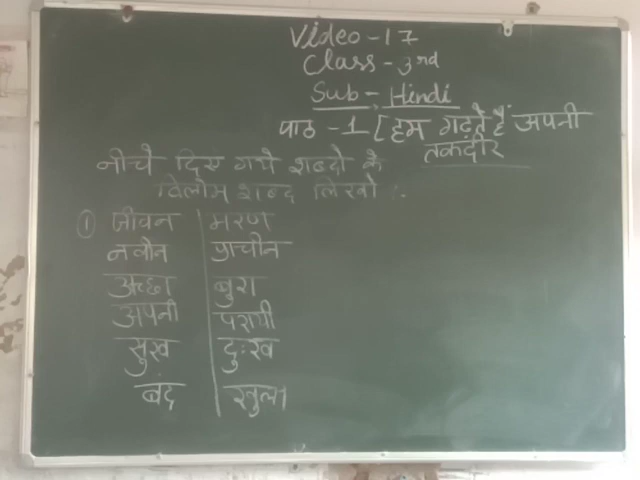 Video - 17
Class - 3rd
Sub - Hindi
पाठ - 1 [हम गढ़ते हैं अपनी
तकदीर
नीचे दिए गये शब्दो के
विलोम शब्द लिखो :-
① जीवन | मरण
नवीन | प्राचीन
अच्छा | बुरा
अपनी | परायी
सुख | दुःख
बंद | खुला